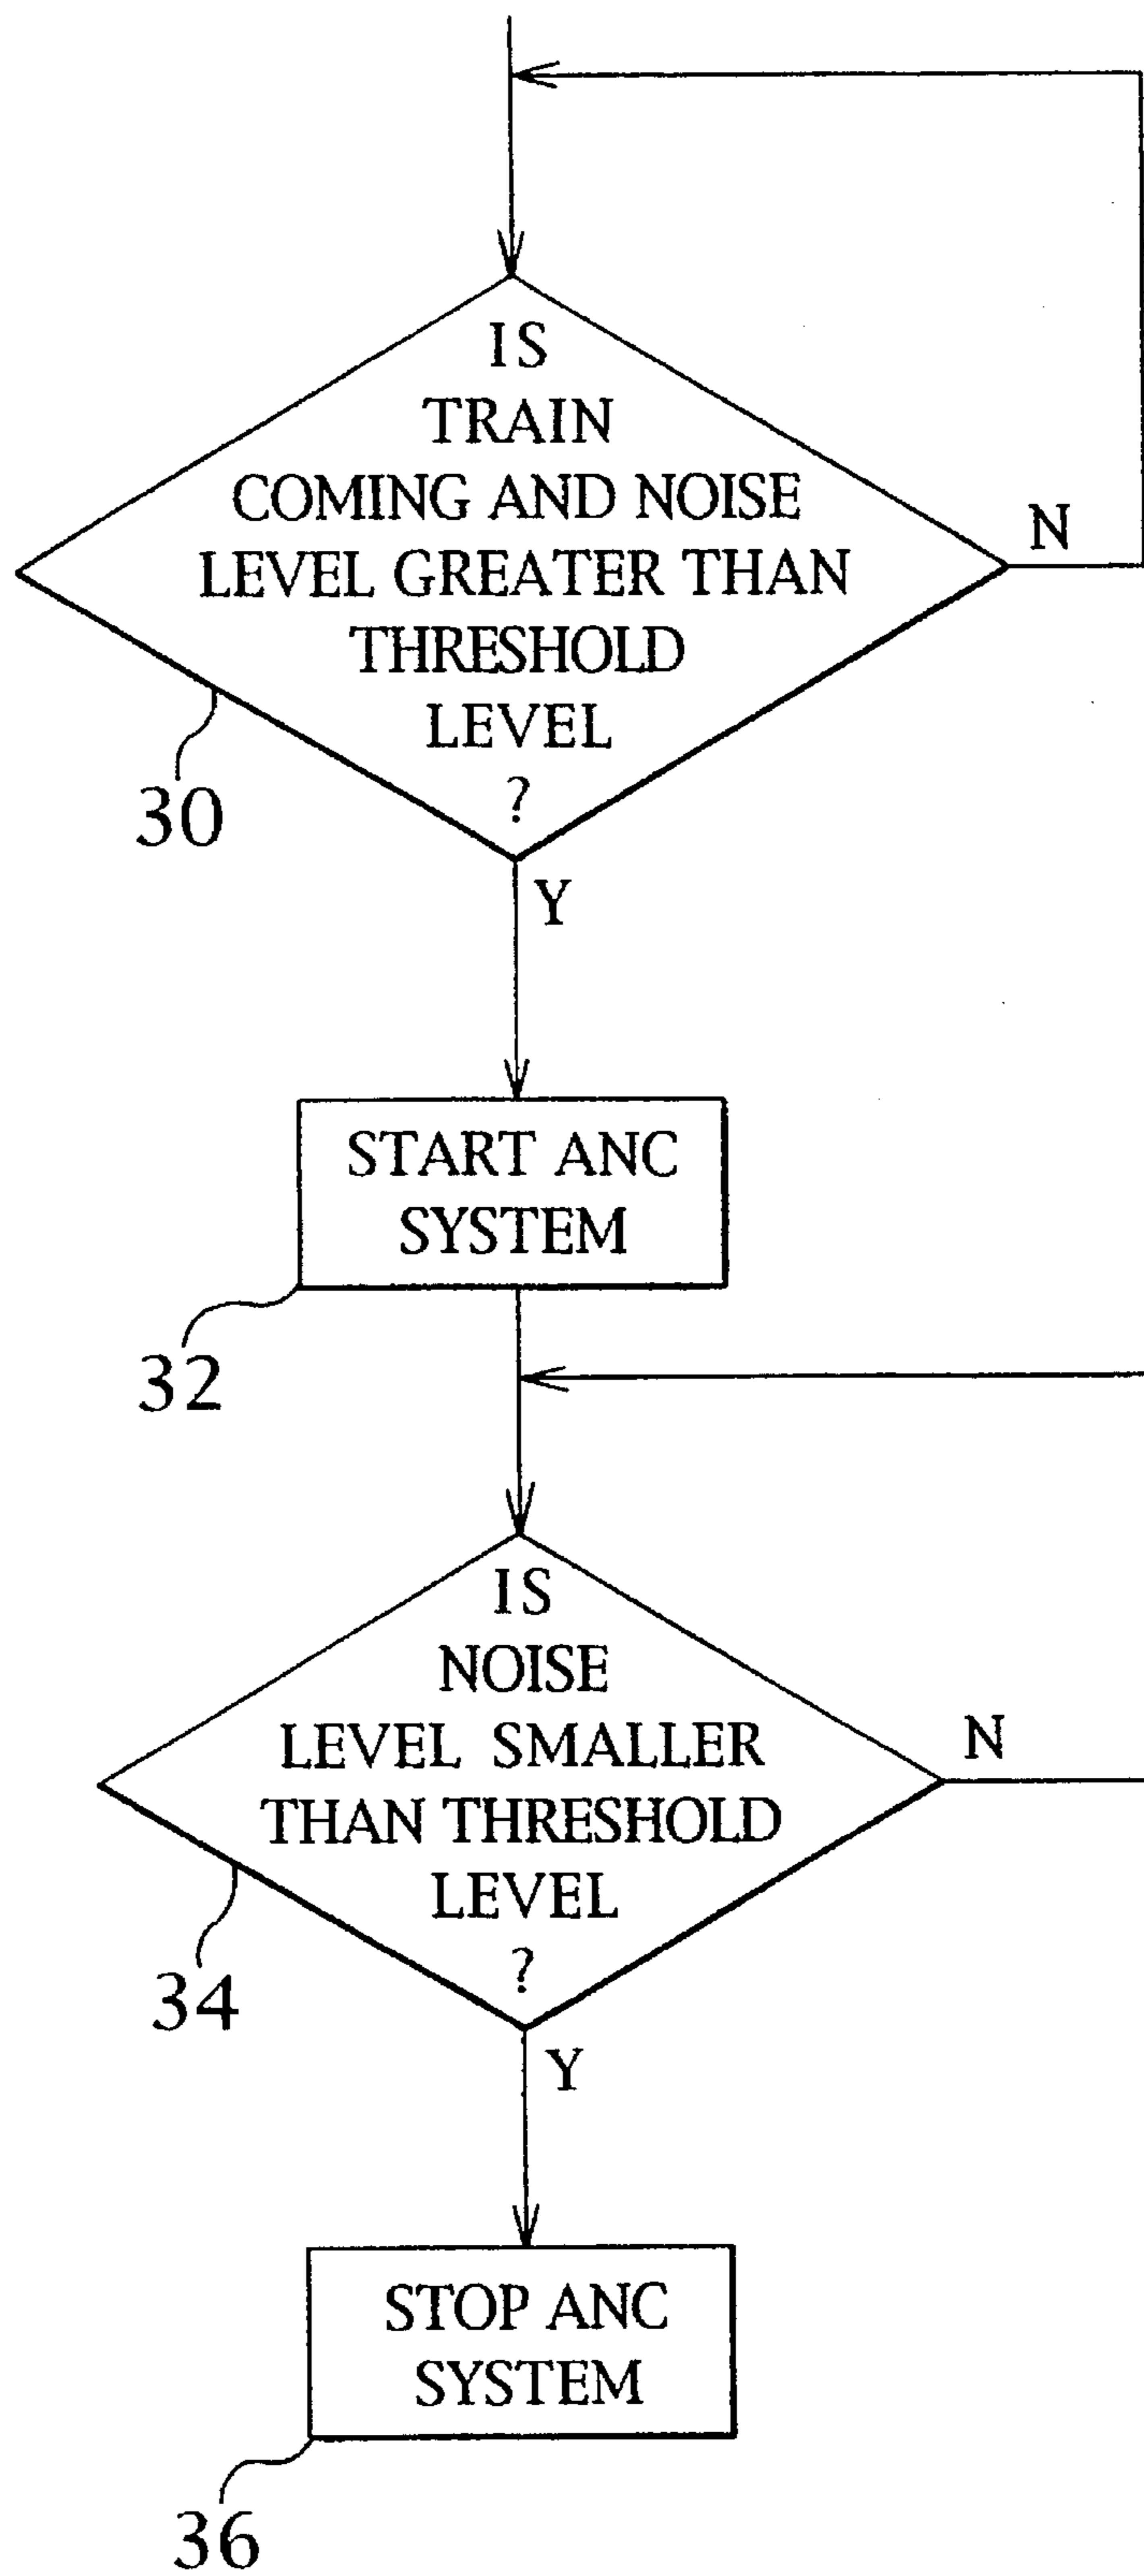 IS
TRAIN
COMING AND NOISE
LEVEL GREATER THAN
THRESHOLD
LEVEL
?
N
30
Y
START ANC
SYSTEM
32
IS
NOISE
LEVEL SMALLER
THAN THRESHOLD
LEVEL
?
N
34
Y
STOP ANC
SYSTEM
36